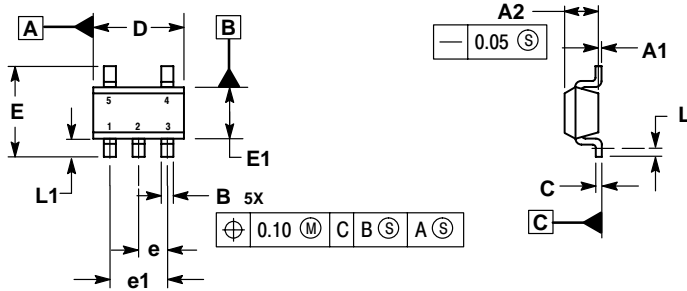 A
D
B
A2
— 0.05 Ⓢ
A1
E
5 4
1 2 3
L
E1
L1
B 5X
C
⌖ 0.10 Ⓜ C B Ⓢ A Ⓢ
C
e
e1